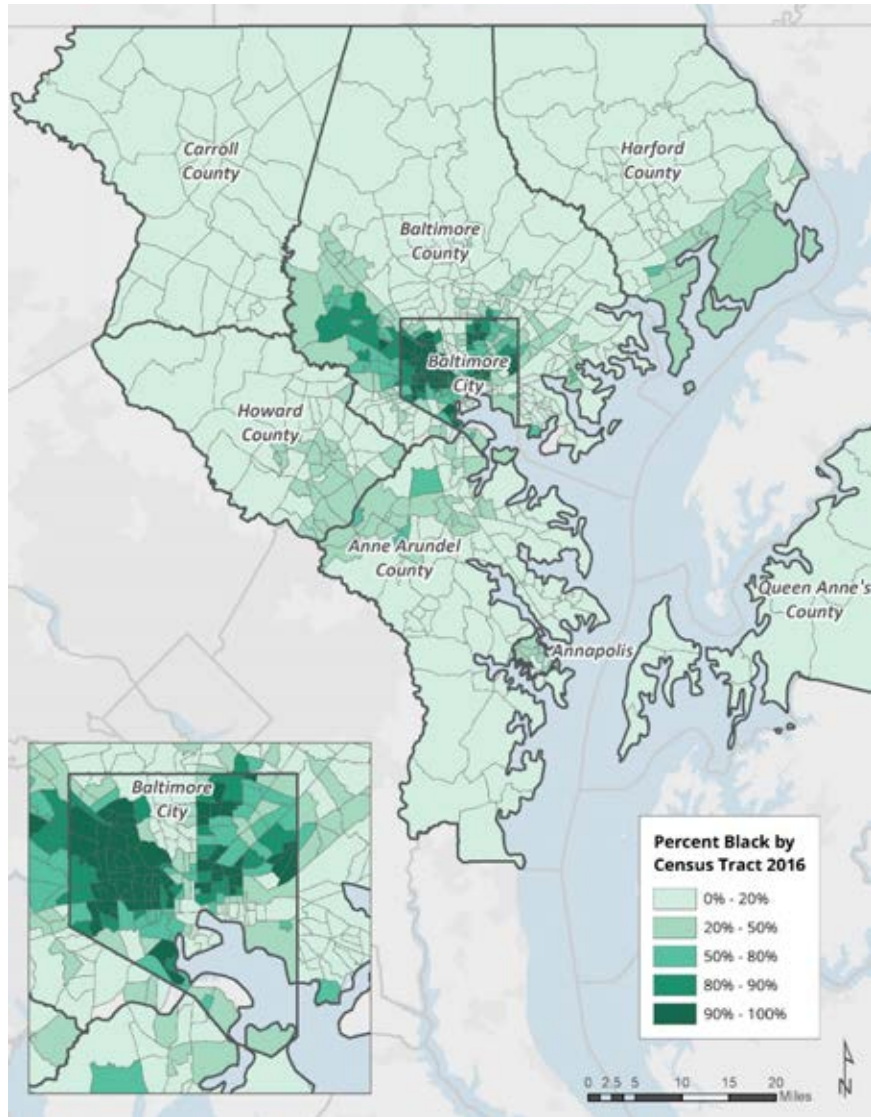 Carroll
County
Harford
County
Baltimore
County
Baltimore
City
Howard
County
Anne Arundel
County
Queen Anne's
County
Annapolis
Baltimore
City
Percent Black by
Census Tract 2016
0% - 20%
20% - 50%
50% - 80%
80% - 90%
90% - 100%
0 2.5 5 10 15 20
Miles
N